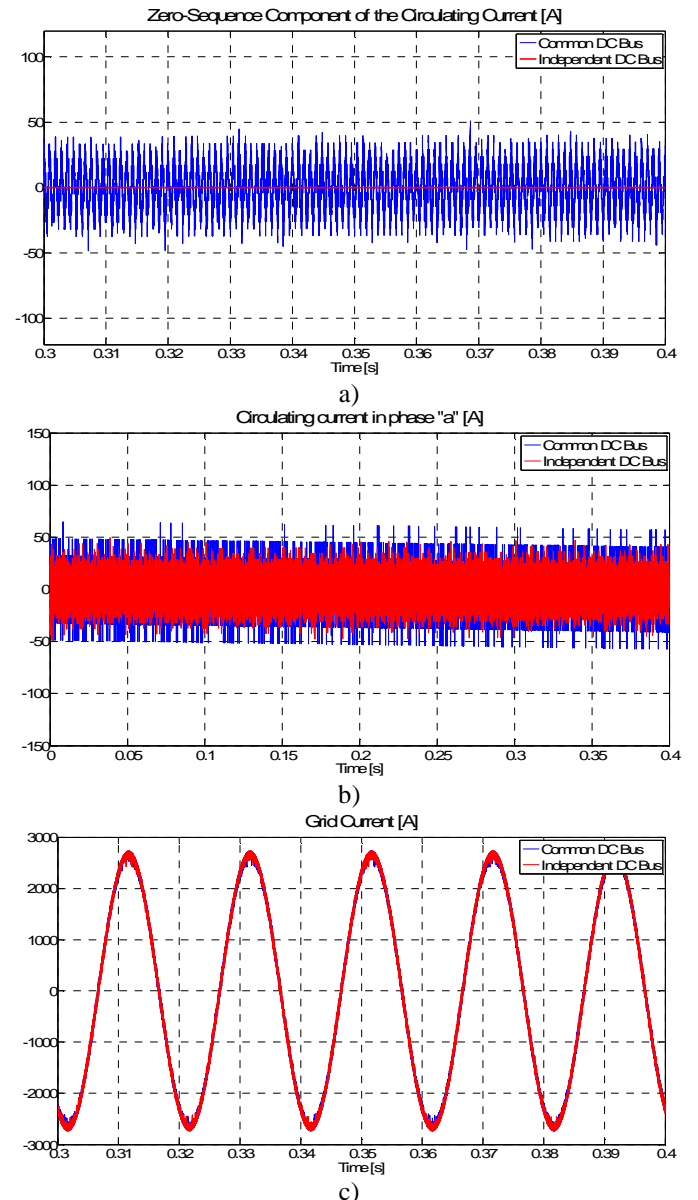 Zero-Sequence Component of the Circulating Current [A]
Common DC Bus
Independent DC Bus
100
50
0
-50
-100
0.3 0.31 0.32 0.33 0.34 0.35 0.36 0.37 0.38 0.39 0.4
Time [s]
a)
Circulating current in phase "a" [A]
Common DC Bus
Independent DC Bus
150
100
50
0
-50
-100
-150
0 0.05 0.1 0.15 0.2 0.25 0.3 0.35 0.4
Time [s]
b)
Grid Current [A]
Common DC Bus
Independent DC Bus
3000
2000
1000
0
-1000
-2000
-3000
0.3 0.31 0.32 0.33 0.34 0.35 0.36 0.37 0.38 0.39 0.4
Time [s]
c)